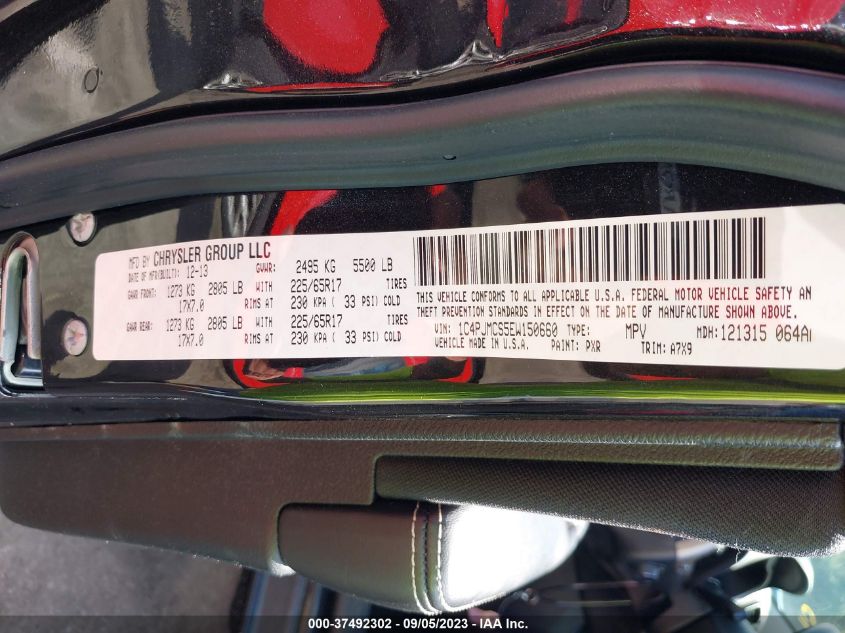 MFD BY CHRYSLER GROUP LLC
DATE OF MFR(BUILT): 12-13 GVWR: 2495 KG 5500 LB
GAWR FRONT: 1273 KG 2805 LB WITH 225/65R17 TIRES
17X7.0 RIMS AT 230 KPA ( 33 PSI) COLD
GAWR REAR: 1273 KG 2805 LB WITH 225/65R17 TIRES
17X7.0 RIMS AT 230 KPA ( 33 PSI) COLD
THIS VEHICLE CONFORMS TO ALL APPLICABLE U.S.A. FEDERAL MOTOR VEHICLE SAFETY AN
THEFT PREVENTION STANDARDS IN EFFECT ON THE DATE OF MANUFACTURE SHOWN ABOVE.
VIN: 1C4PJMCS5EW150660 TYPE: MPV MDH: 121315 064A
VEHICLE MADE IN U.S.A. PAINT: PXR TRIM: A7X9
000-37492302 - 09/05/2023 - IAA Inc.